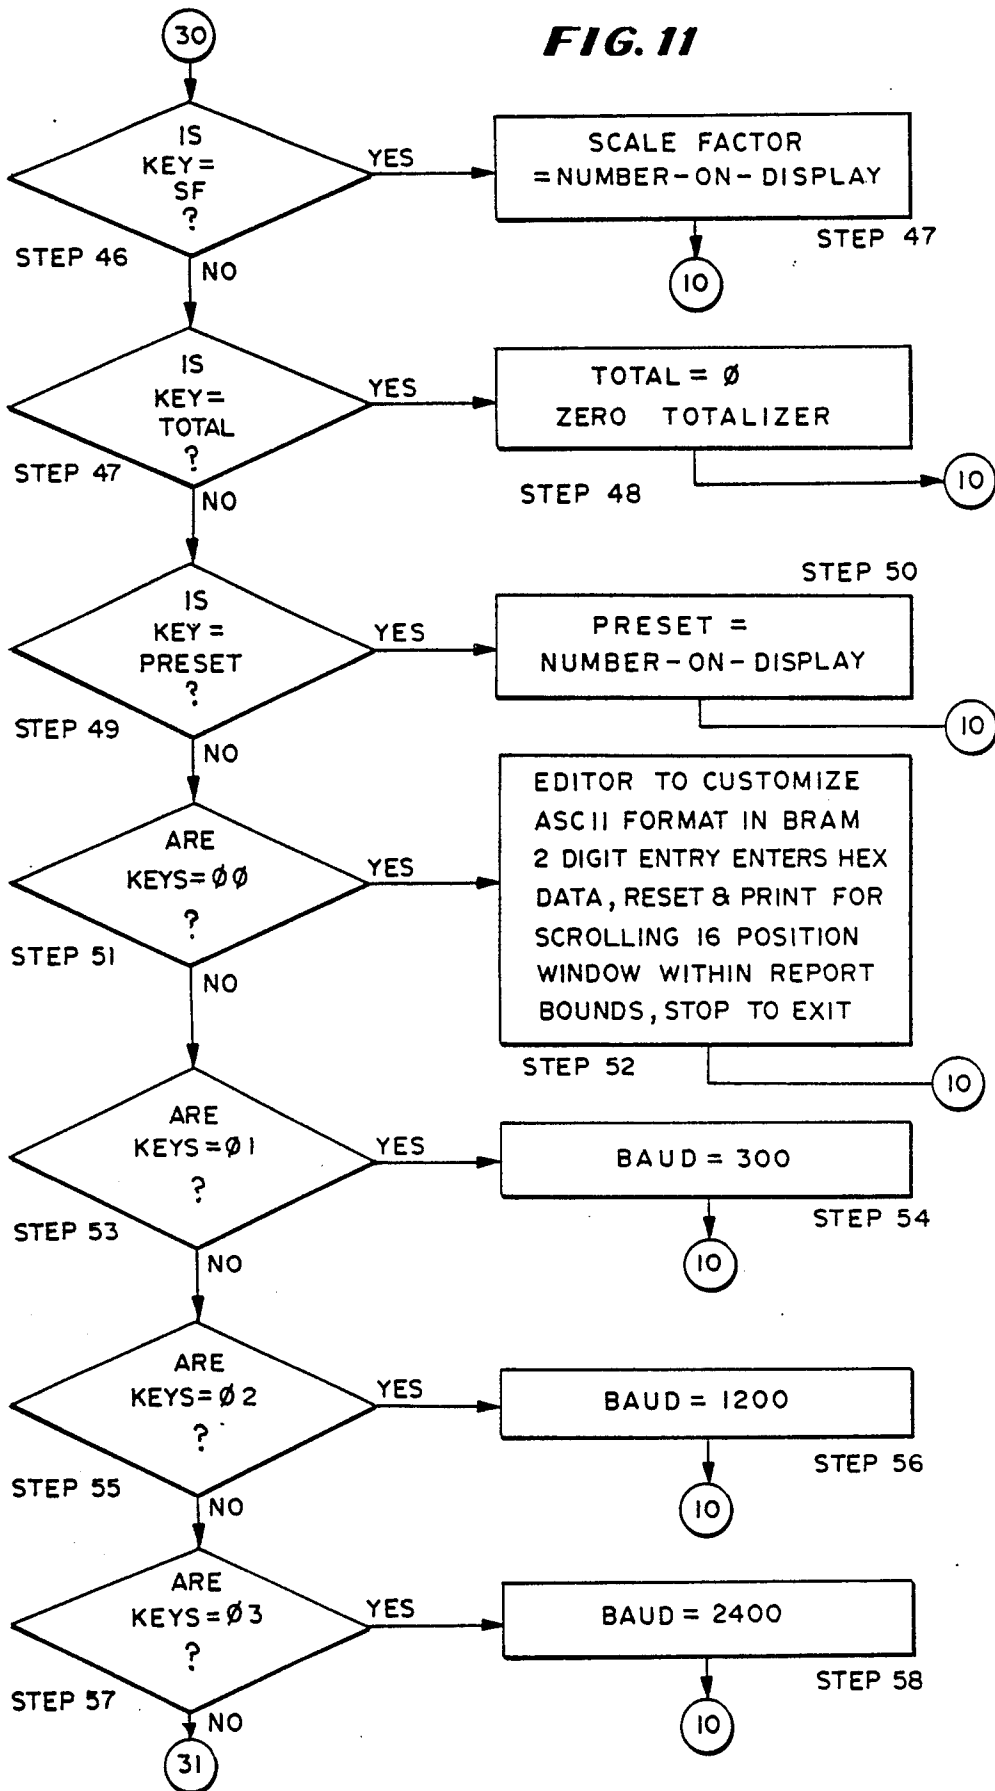 FIG. 11
30
IS
KEY=
SF
?
YES
STEP 46
NO
SCALE FACTOR
=NUMBER-ON-DISPLAY
STEP 47
10
IS
KEY=
TOTAL
?
YES
STEP 47
NO
TOTAL = Ø
ZERO TOTALIZER
STEP 48
10
IS
KEY=
PRESET
?
YES
STEP 49
NO
STEP 50
PRESET =
NUMBER-ON-DISPLAY
10
ARE
KEYS=ØØ
?
YES
STEP 51
NO
EDITOR TO CUSTOMIZE
ASCII FORMAT IN BRAM
2 DIGIT ENTRY ENTERS HEX
DATA, RESET & PRINT FOR
SCROLLING 16 POSITION
WINDOW WITHIN REPORT
BOUNDS, STOP TO EXIT
STEP 52
10
ARE
KEYS=Ø1
?
YES
STEP 53
NO
BAUD = 300
STEP 54
10
ARE
KEYS=Ø2
?
YES
STEP 55
NO
BAUD = 1200
STEP 56
10
ARE
KEYS=Ø3
?
YES
STEP 57
NO
BAUD = 2400
STEP 58
10
31